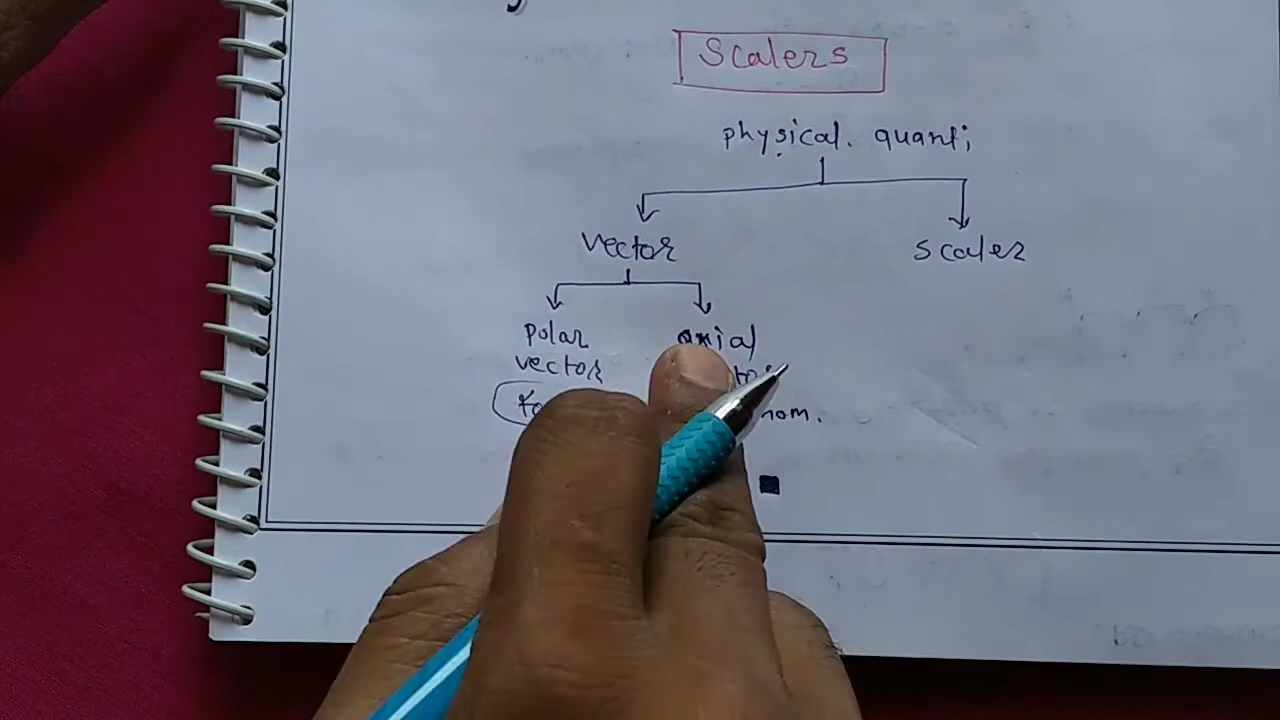 Scalers
physical. quanti
vector scaler
polar axial
vector
mom.